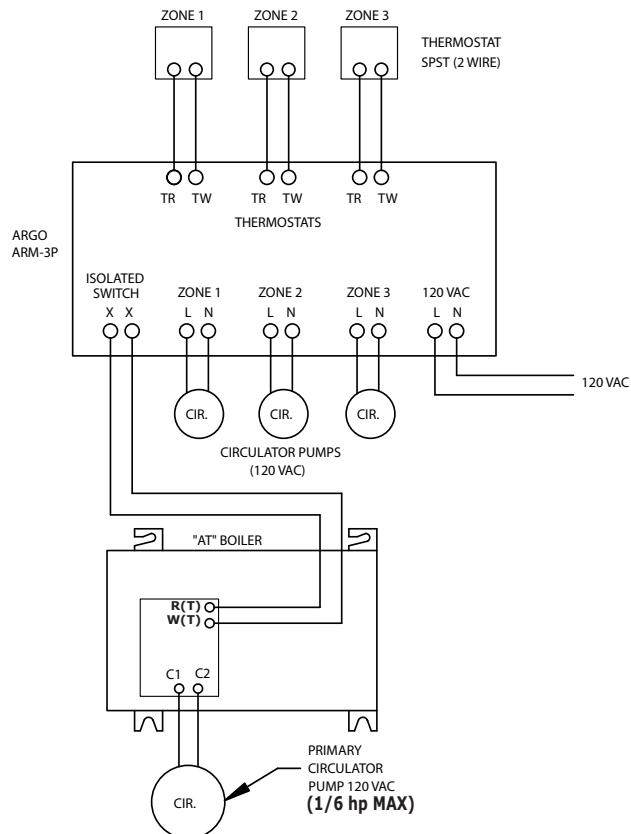 ZONE 1
ZONE 2
ZONE 3
THERMOSTAT
SPST (2 WIRE)
TR TW
TR TW
TR TW
THERMOSTATS
ARGO
ARM-3P
ISOLATED
SWITCH
X X
ZONE 1
L N
ZONE 2
L N
ZONE 3
L N
120 VAC
L N
120 VAC
CIR.
CIR.
CIR.
CIRCULATOR PUMPS
(120 VAC)
"AT" BOILER
R(T)
W(T)
C1 C2
PRIMARY
CIRCULATOR
PUMP 120 VAC
(1/6 hp MAX)
CIR.